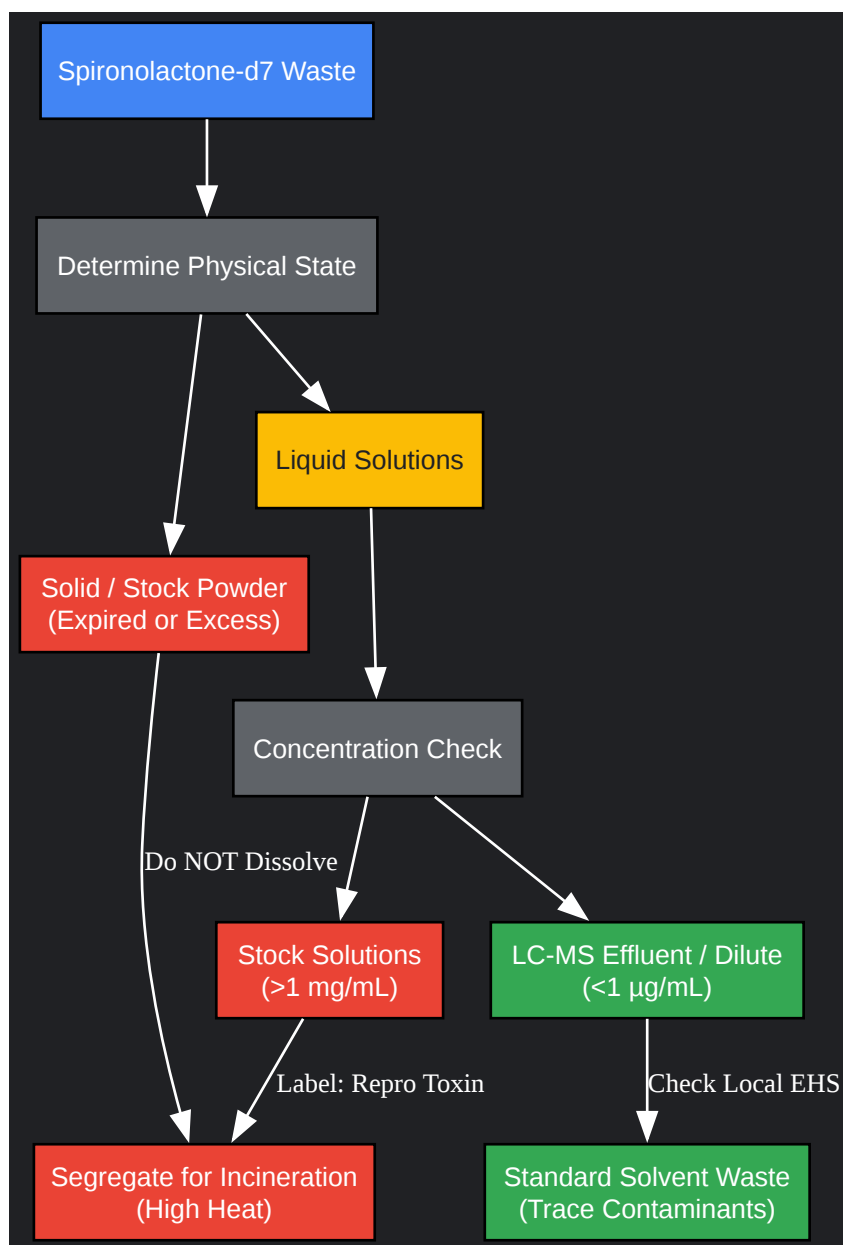 Spironolactone-d7 Waste
Determine Physical State
Liquid Solutions
Solid / Stock Powder
(Expired or Excess)
Concentration Check
Do NOT Dissolve
Stock Solutions
(>1 mg/mL)
LC-MS Effluent / Dilute
(<1 µg/mL)
Label: Repro Toxin
Check Local EHS
Segregate for Incineration
(High Heat)
Standard Solvent Waste
(Trace Contaminants)